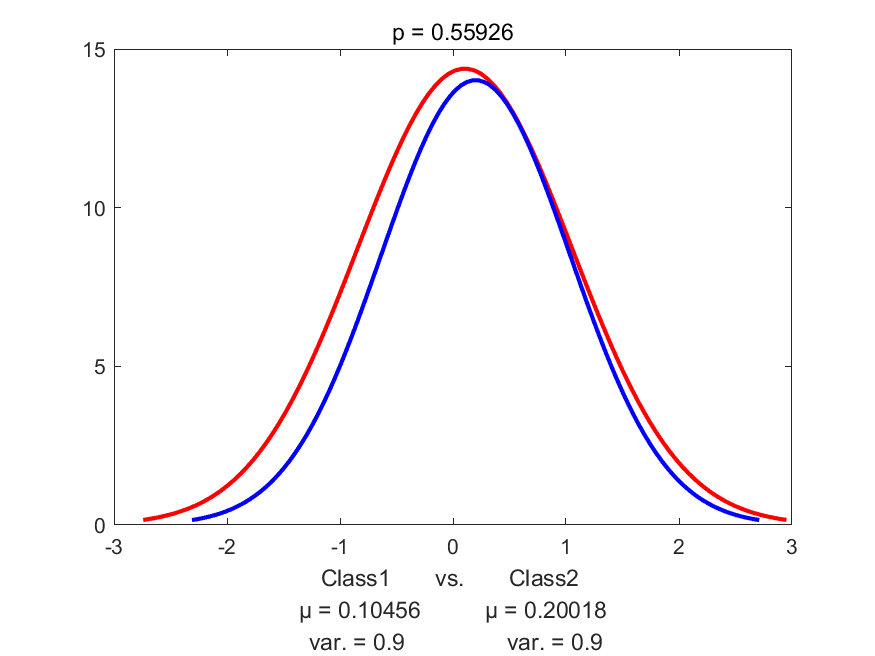 p = 0.55926
15
10
5
0
-3 -2 -1 0 1 2 3
Class1 vs. Class2
μ = 0.10456 μ = 0.20018
var. = 0.9 var. = 0.9